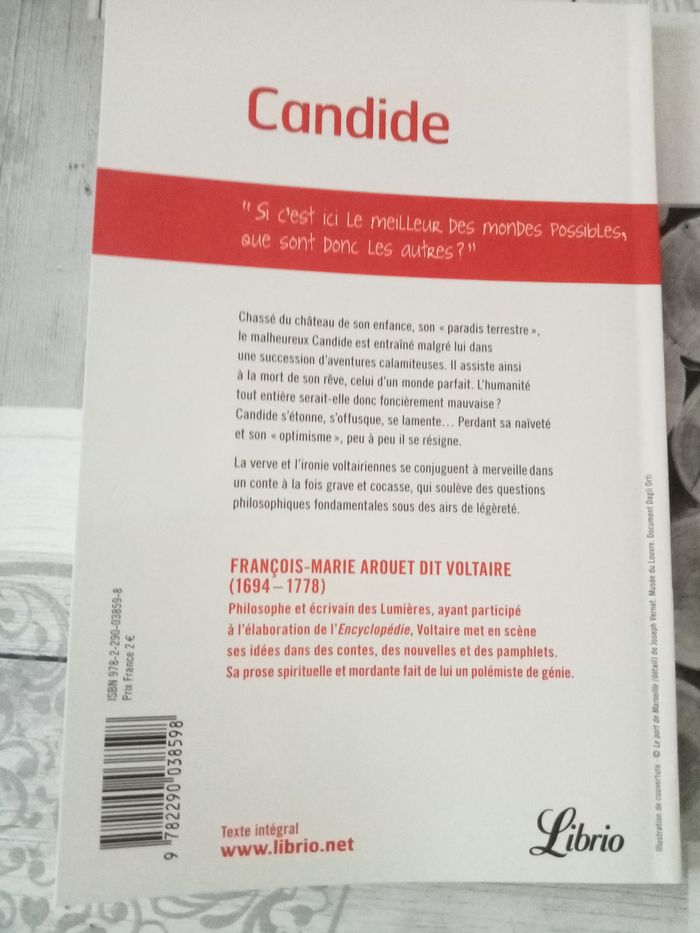 Candide
"Si c'est ici le meilleur des mondes possibles,
que sont donc les autres?"
Chassé du château de son enfance, son « paradis terrestre »,
le malheureux Candide est entraîné malgré lui dans
une succession d'aventures calamiteuses. Il assiste ainsi
à la mort de son rêve, celui d'un monde parfait. L'humanité
tout entière serait-elle donc foncièrement mauvaise ?
Candide s'étonne, s'offusque, se lamente… Perdant sa naïveté
et son « optimisme », peu à peu il se résigne.
La verve et l'ironie voltairiennes se conjuguent à merveille dans
un conte à la fois grave et cocasse, qui soulève des questions
philosophiques fondamentales sous des airs de légèreté.
FRANÇOIS-MARIE AROUET DIT VOLTAIRE
(1694 – 1778)
Philosophe et écrivain des Lumières, ayant participé
à l'élaboration de l'Encyclopédie, Voltaire met en scène
ses idées dans des contes, des nouvelles et des pamphlets.
Sa prose spirituelle et mordante fait de lui un polémiste de génie.
ISBN 978-2-290-03859-8
Prix France 2 €
9 782290 038598
Texte intégral
www.librio.net
Librio
Illustration de couverture : © Le port de Marseille (détail) de Joseph Vernet. Musée du Louvre. Document Dagli Orti